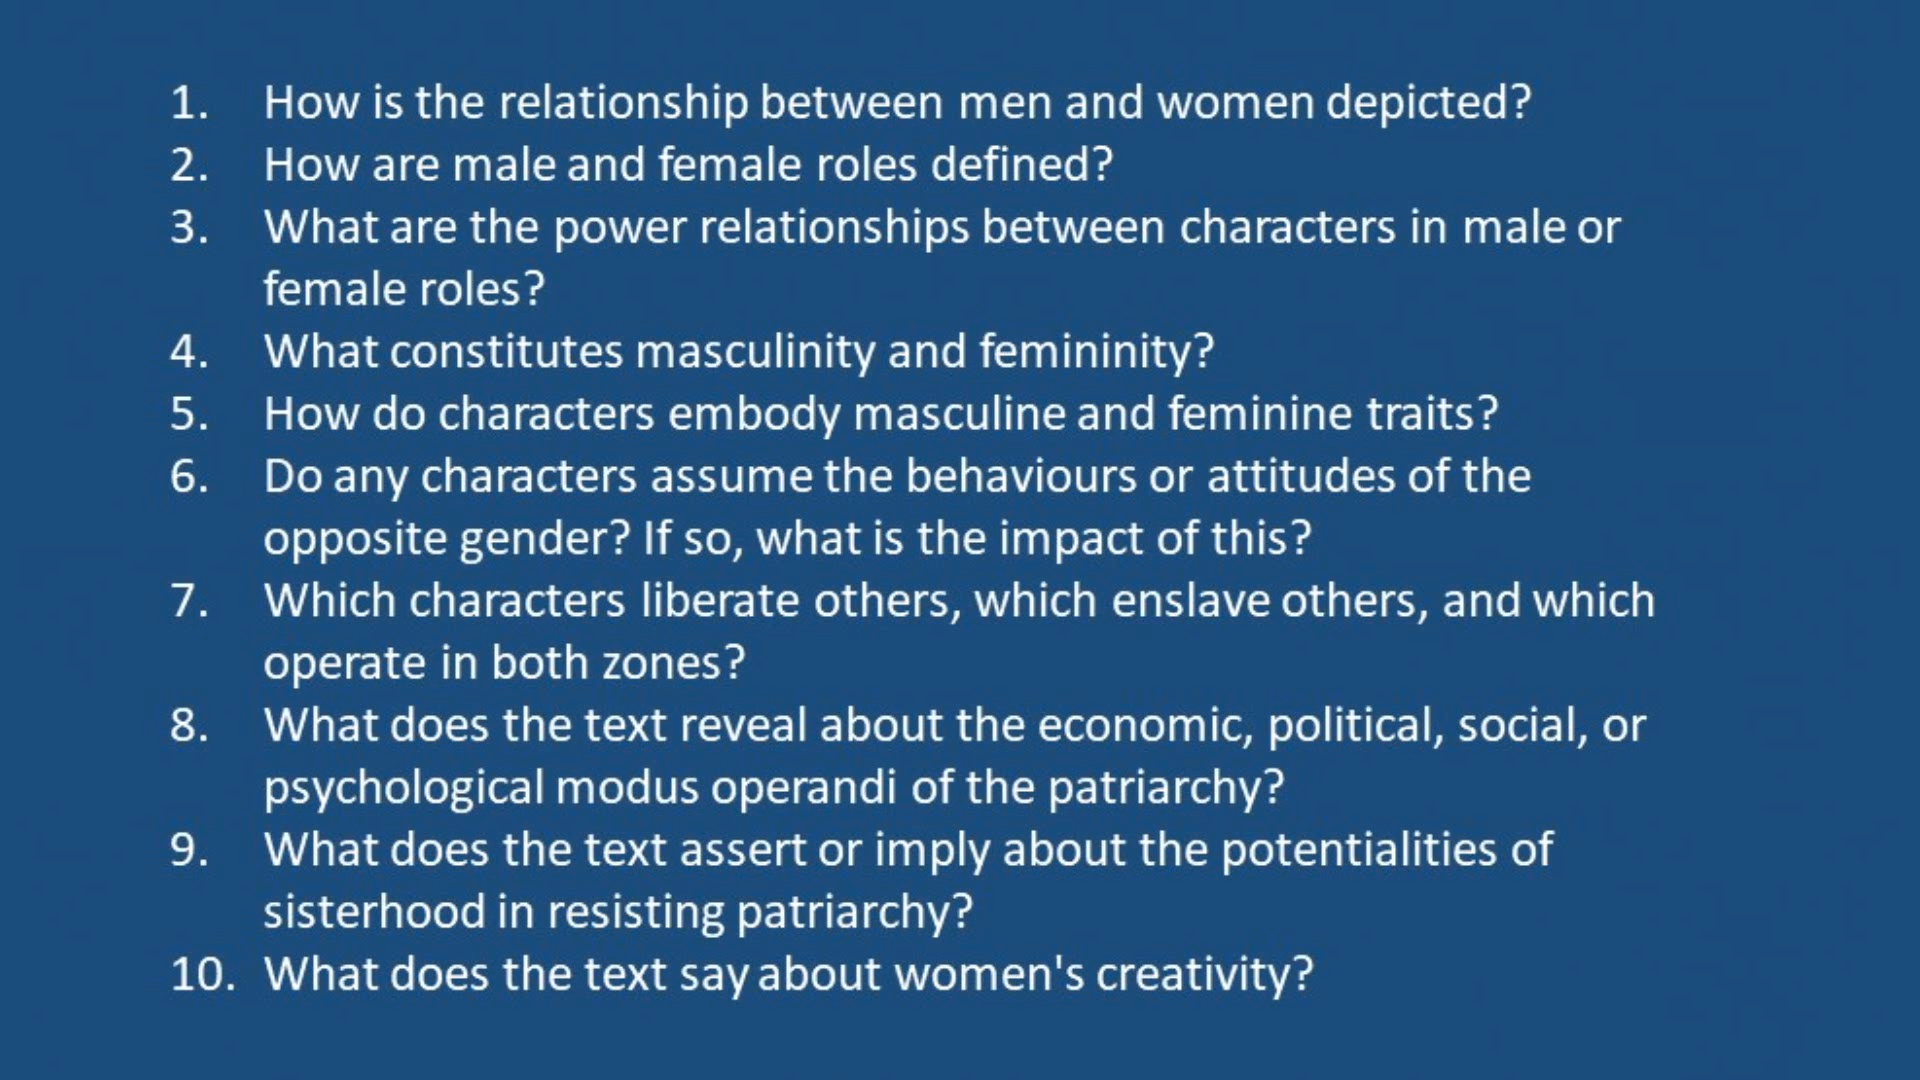 1. How is the relationship between men and women depicted?
2. How are male and female roles defined?
3. What are the power relationships between characters in male or
female roles?
4. What constitutes masculinity and femininity?
5. How do characters embody masculine and feminine traits?
6. Do any characters assume the behaviours or attitudes of the
opposite gender? If so, what is the impact of this?
7. Which characters liberate others, which enslave others, and which
operate in both zones?
8. What does the text reveal about the economic, political, social, or
psychological modus operandi of the patriarchy?
9. What does the text assert or imply about the potentialities of
sisterhood in resisting patriarchy?
10. What does the text say about women's creativity?